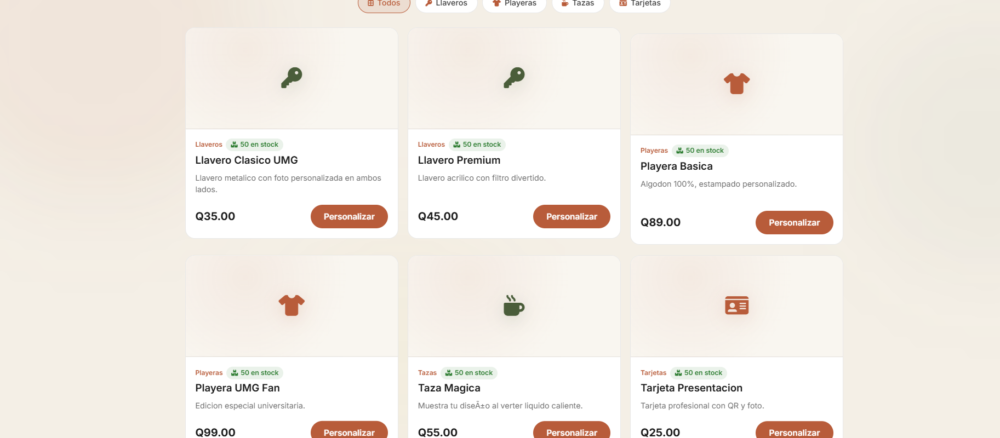 Todos
Llaveros
Playeras
Tazas
Tarjetas
Llaveros
50 en stock
Llavero Clasico UMG
Llavero metalico con foto personalizada en ambos
lados.
Q35.00
Personalizar
Llaveros
50 en stock
Llavero Premium
Llavero acrilico con filtro divertido.
Q45.00
Personalizar
Playeras
50 en stock
Playera Basica
Algodon 100%, estampado personalizado.
Q89.00
Personalizar
Playeras
50 en stock
Playera UMG Fan
Edicion especial universitaria.
Q99.00
Personalizar
Tazas
50 en stock
Taza Magica
Muestra tu diseÃ±o al verter liquido caliente.
Q55.00
Personalizar
Tarjetas
50 en stock
Tarjeta Presentacion
Tarjeta profesional con QR y foto.
Q25.00
Personalizar